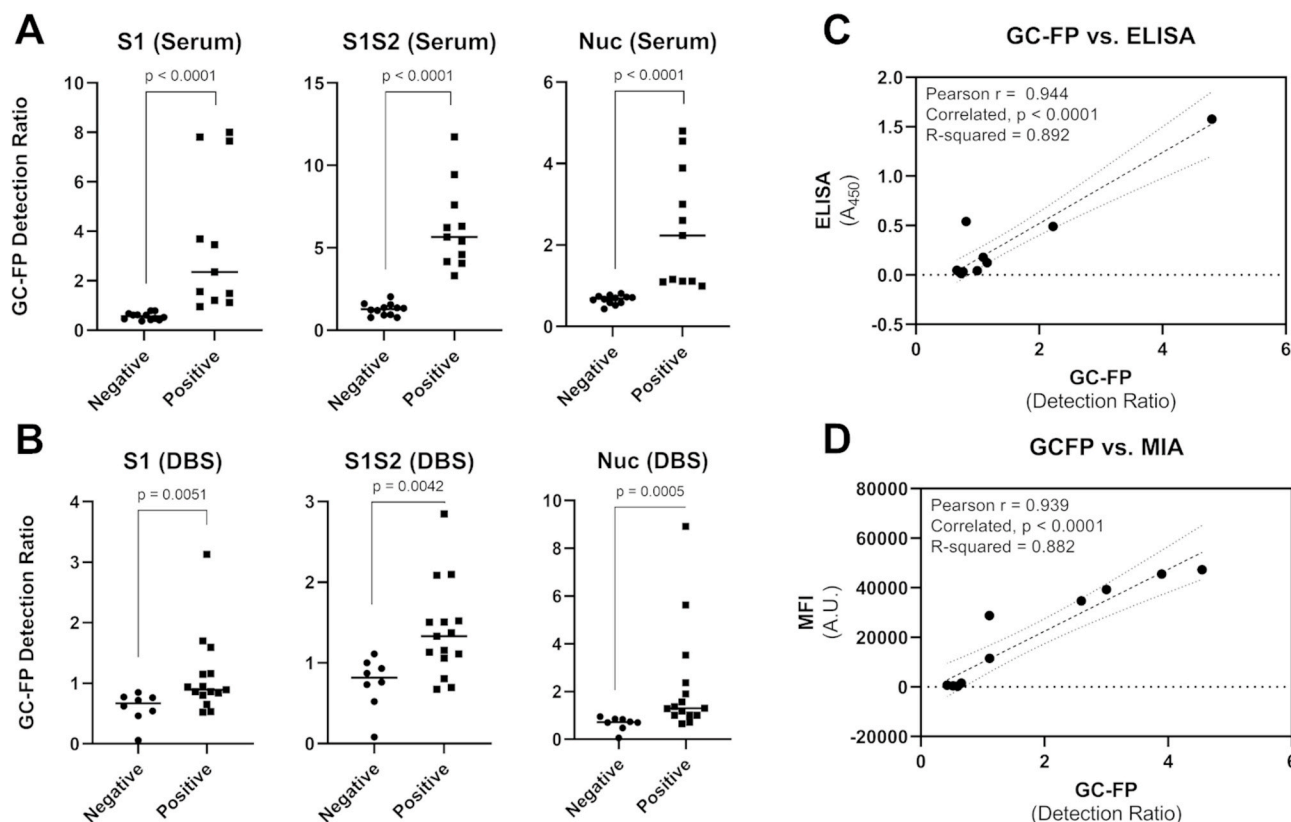 A
S1 (Serum)
p < 0.0001
GC-FP Detection Ratio
10
8
6
4
2
0
Negative
Positive
S1S2 (Serum)
p < 0.0001
15
10
5
0
Negative
Positive
Nuc (Serum)
p < 0.0001
6
4
2
0
Negative
Positive
B
S1 (DBS)
p = 0.0051
GC-FP Detection Ratio
4
3
2
1
0
Negative
Positive
S1S2 (DBS)
p = 0.0042
3
2
1
0
Negative
Positive
Nuc (DBS)
p = 0.0005
10
8
6
4
2
0
Negative
Positive
C
GC-FP vs. ELISA
Pearson r = 0.944
Correlated, p < 0.0001
R-squared = 0.892
ELISA
(A450)
2.0
1.5
1.0
0.5
0.0
-0.5
0
2
4
6
GC-FP
(Detection Ratio)
D
GCFP vs. MIA
Pearson r = 0.939
Correlated, p < 0.0001
R-squared = 0.882
MFI
(A.U.)
80000
60000
40000
20000
0
-20000
0
2
4
6
GC-FP
(Detection Ratio)